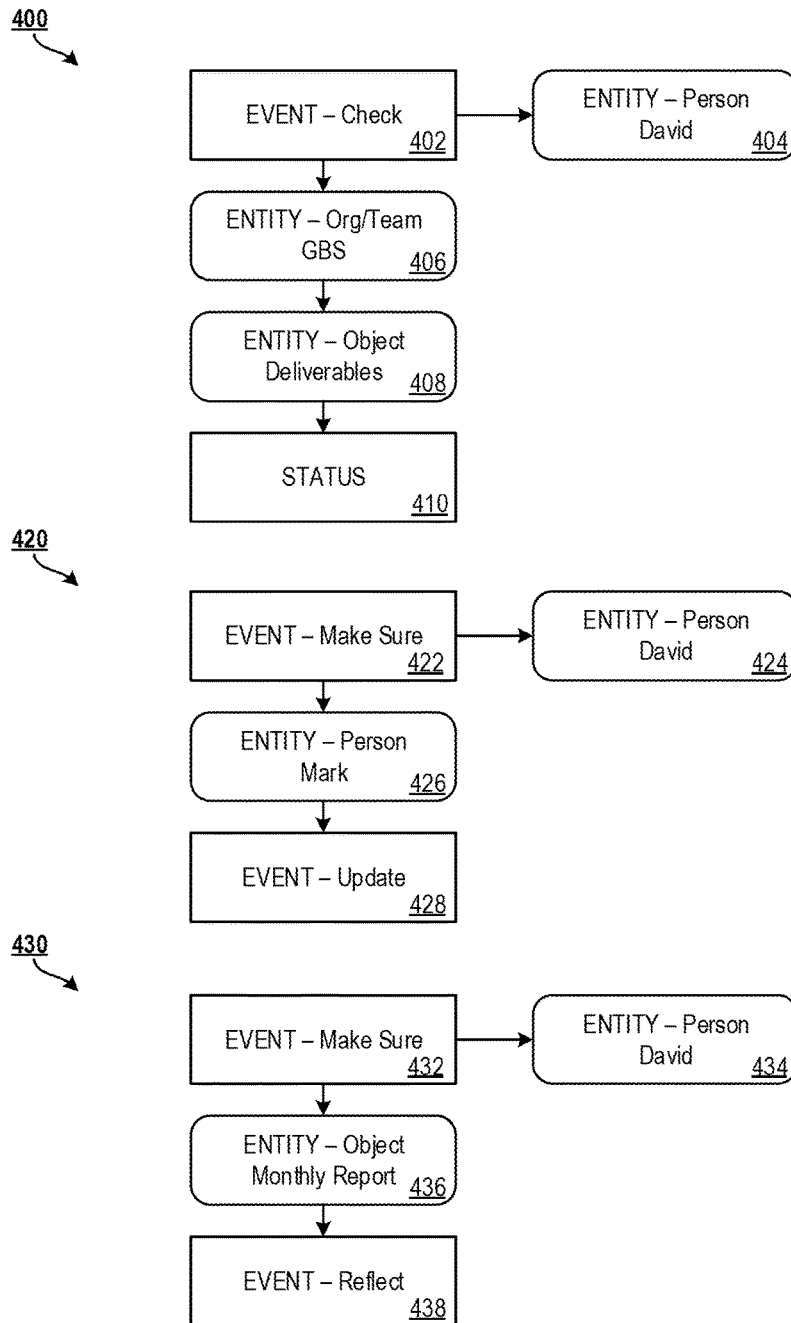 400
EVENT – Check
402
ENTITY – Person
David
404
ENTITY – Org/Team
GBS
406
ENTITY – Object
Deliverables
408
STATUS
410
420
EVENT – Make Sure
422
ENTITY – Person
David
424
ENTITY – Person
Mark
426
EVENT – Update
428
430
EVENT – Make Sure
432
ENTITY – Person
David
434
ENTITY – Object
Monthly Report
436
EVENT – Reflect
438